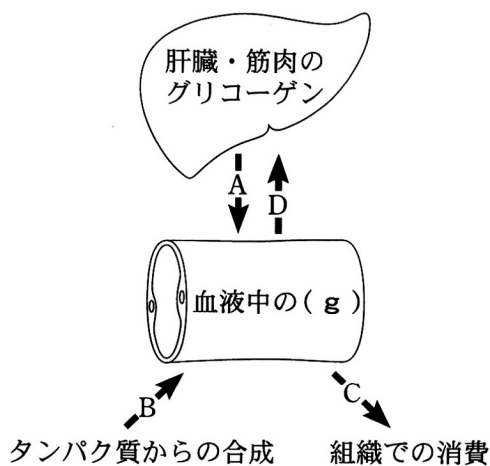 肝臓・筋肉の
グリコーゲン
A
D
血液中の( g )
B
C
タンパク質からの合成
組織での消費